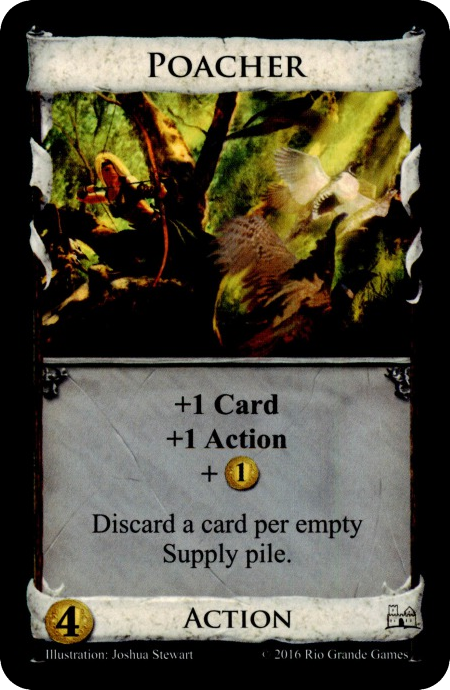 POACHER
+1 Card
+1 Action
+ 1
Discard a card per empty
Supply pile.
4 ACTION
Illustration: Joshua Stewart © 2016 Rio Grande Games